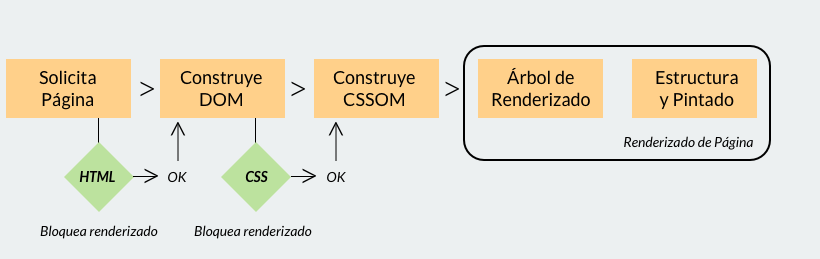 Solicita
Página
>
Construye
DOM
>
Construye
CSSOM
>
Árbol de
Renderizado
Estructura
y Pintado
Renderizado de Página
HTML
OK
CSS
OK
Bloquea renderizado
Bloquea renderizado